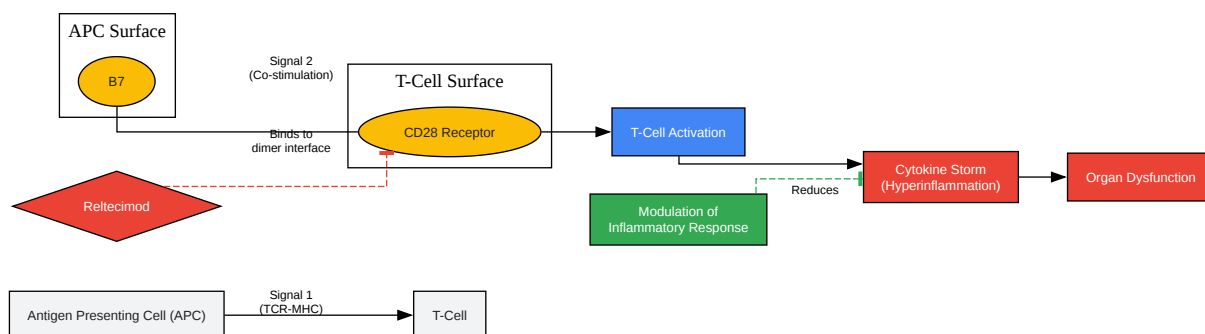 APC Surface
B7
Signal 2
(Co-stimulation)
T-Cell Surface
CD28 Receptor
Binds to
dimer interface
T-Cell Activation
Reltecimod
Cytokine Storm
(Hyperinflammation)
Organ Dysfunction
Reduces
Modulation of
Inflammatory Response
Antigen Presenting Cell (APC)
Signal 1
(TCR-MHC)
T-Cell